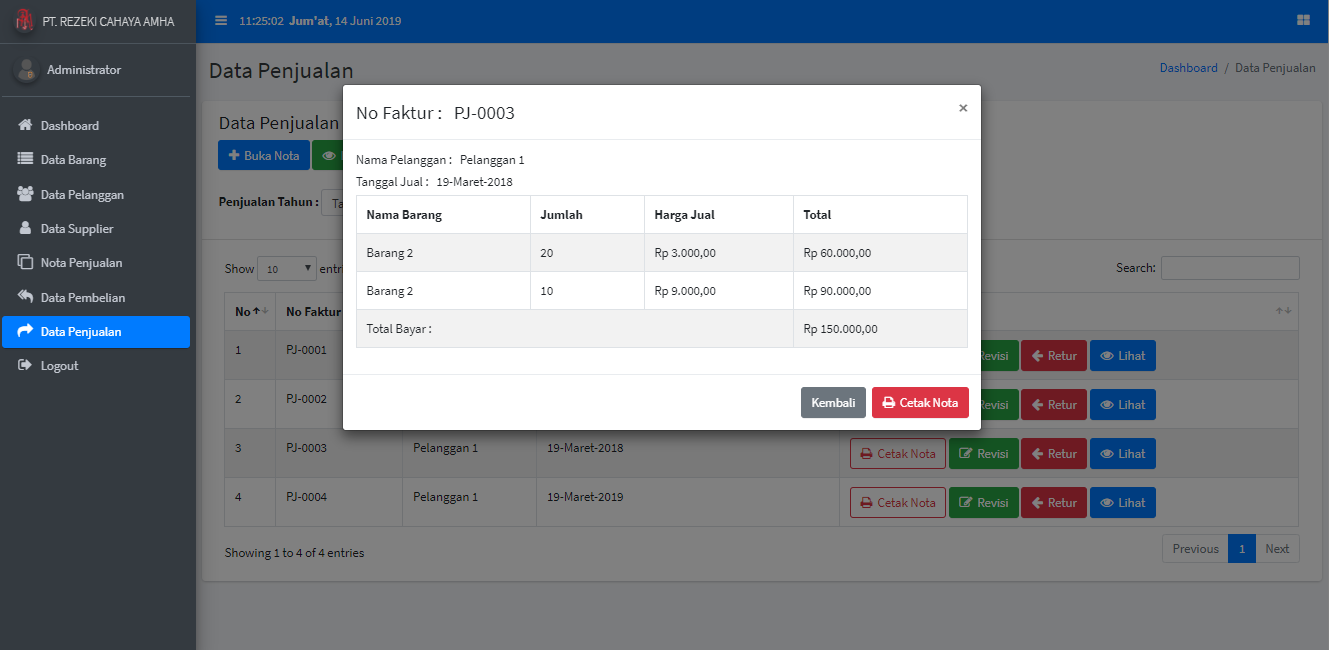 PT. REZEKI CAHAYA AMHA
11:25:02 Jum'at, 14 Juni 2019
Administrator
Dashboard
Data Barang
Data Pelanggan
Data Supplier
Nota Penjualan
Data Pembelian
Data Penjualan
Logout
Data Penjualan
Dashboard / Data Penjualan
Data Penjualan
Buka Nota
Penjualan Tahun :
Show 10
Search:
No No Faktur
1 PJ-0001 Revisi Retur Lihat
2 PJ-0002 Revisi Retur Lihat
3 PJ-0003 Pelanggan 1 19-Maret-2018 Cetak Nota Revisi Retur Lihat
4 PJ-0004 Pelanggan 1 19-Maret-2019 Cetak Nota Revisi Retur Lihat
Showing 1 to 4 of 4 entries
Previous 1 Next
No Faktur : PJ-0003 ×
Nama Pelanggan : Pelanggan 1
Tanggal Jual : 19-Maret-2018
Nama Barang Jumlah Harga Jual Total
Barang 2 20 Rp 3.000,00 Rp 60.000,00
Barang 2 10 Rp 9.000,00 Rp 90.000,00
Total Bayar : Rp 150.000,00
Kembali Cetak Nota